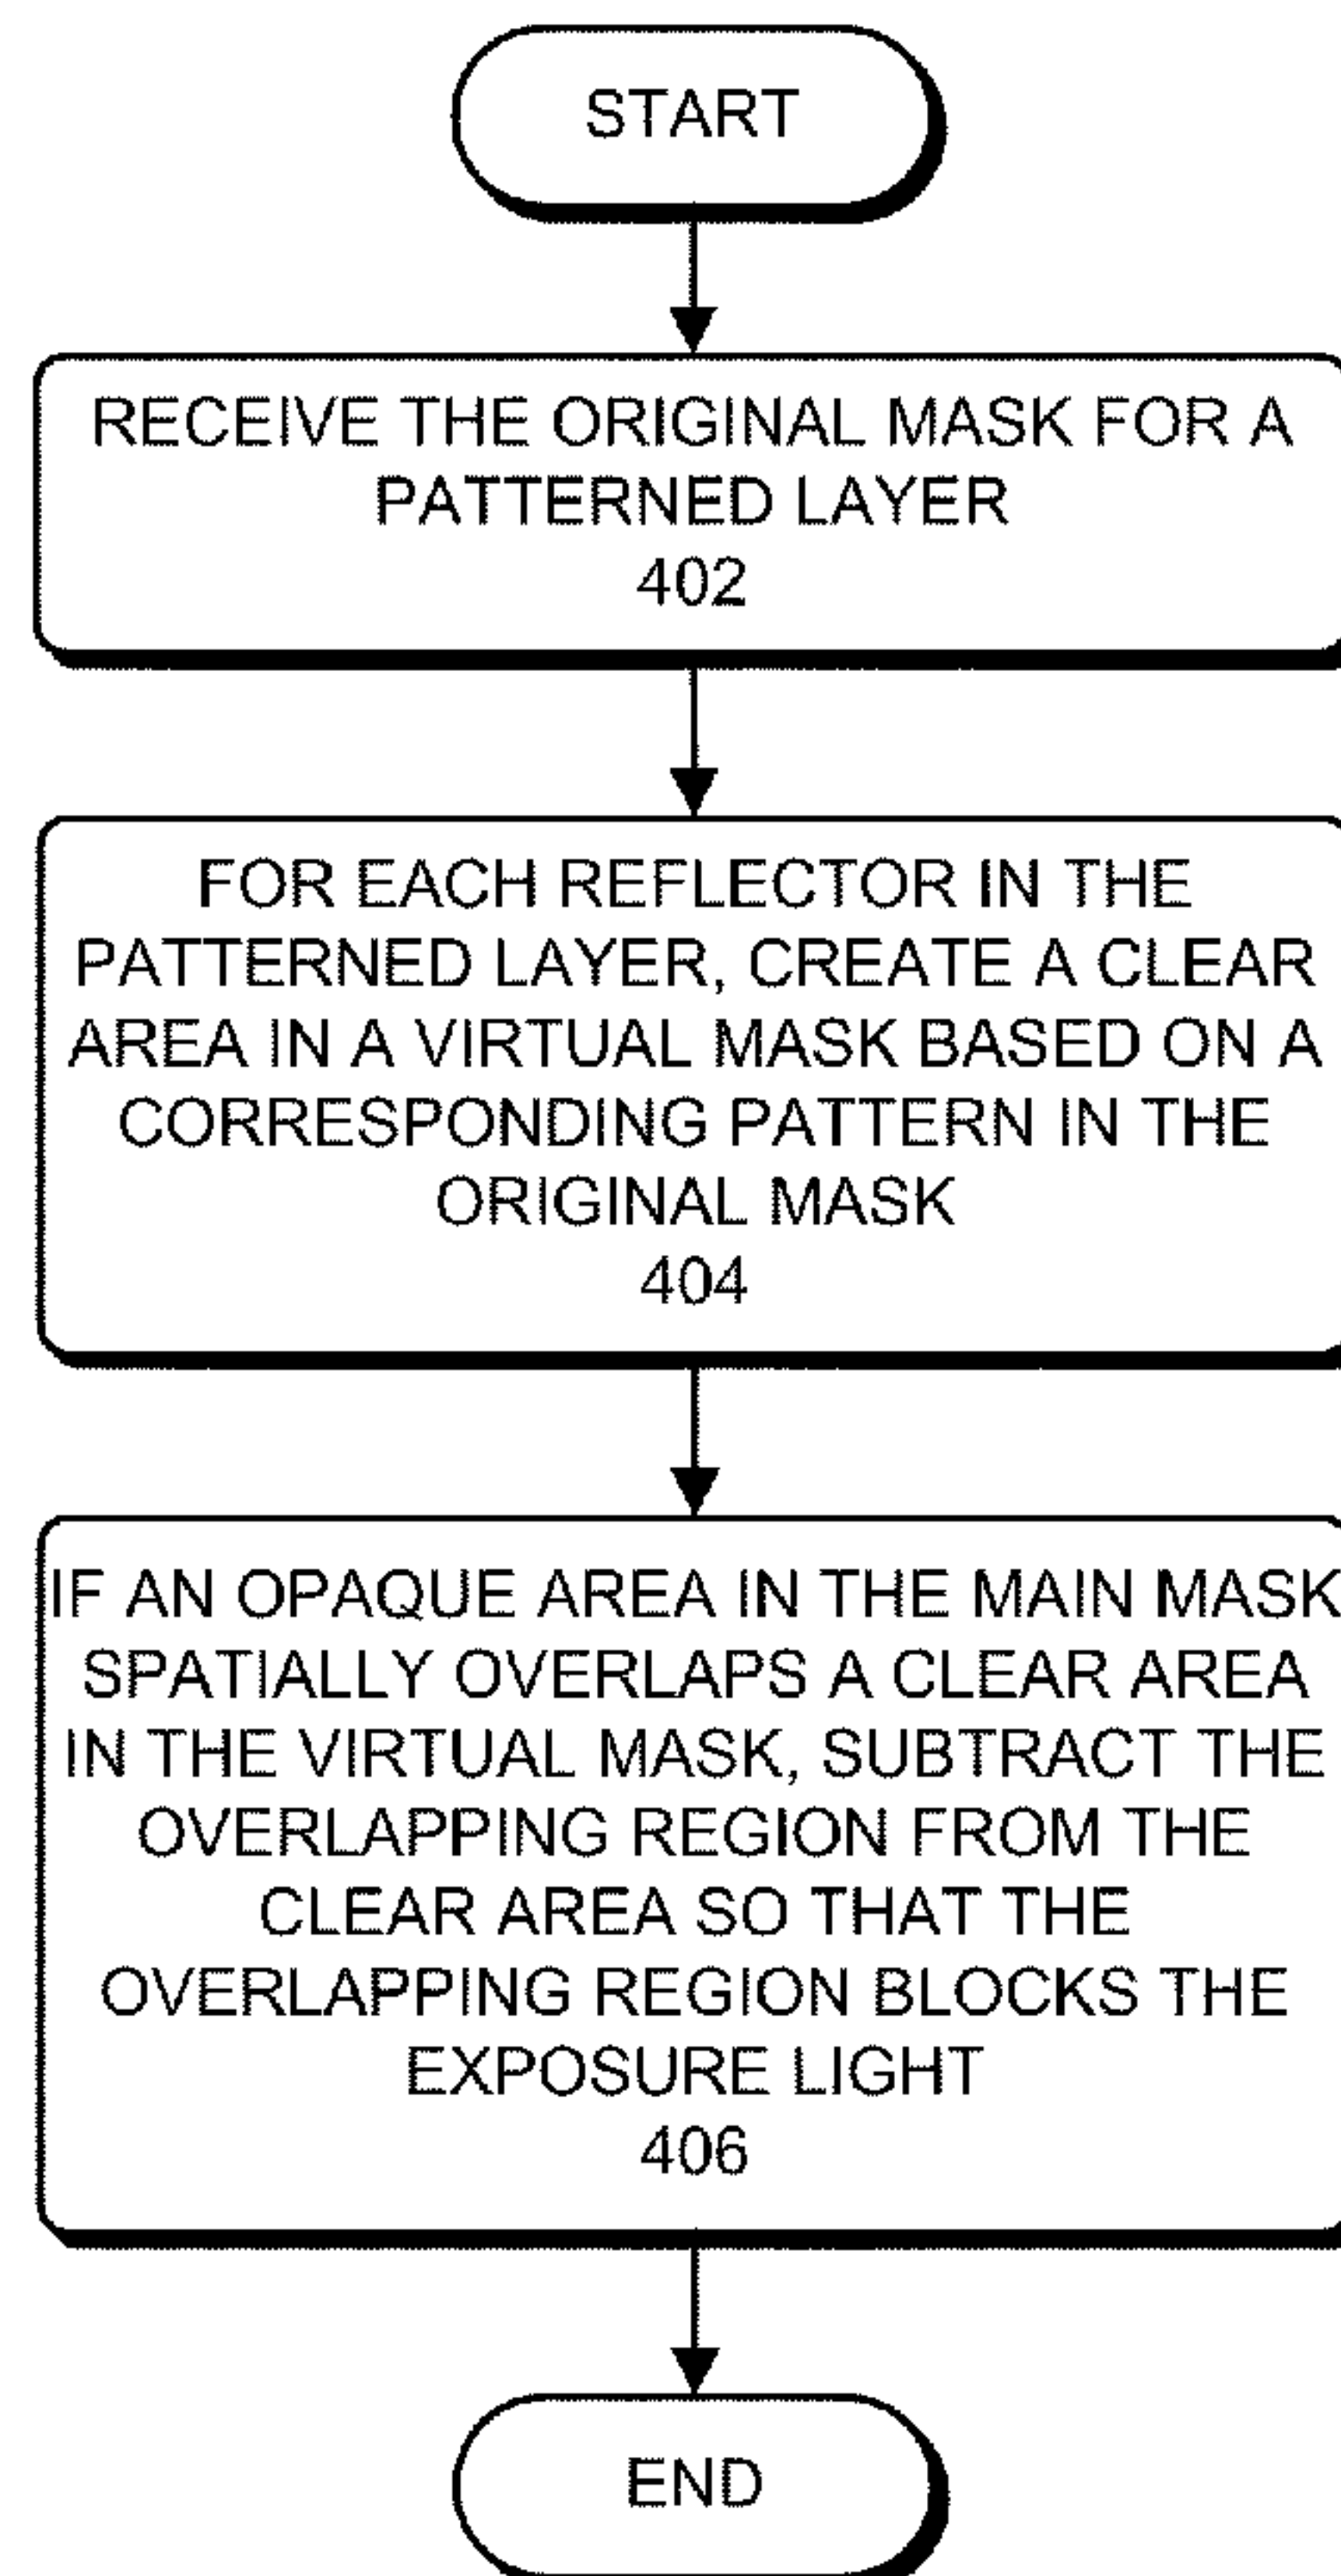 START
RECEIVE THE ORIGINAL MASK FOR A
PATTERNED LAYER
402
FOR EACH REFLECTOR IN THE
PATTERNED LAYER, CREATE A CLEAR
AREA IN A VIRTUAL MASK BASED ON A
CORRESPONDING PATTERN IN THE
ORIGINAL MASK
404
IF AN OPAQUE AREA IN THE MAIN MASK
SPATIALLY OVERLAPS A CLEAR AREA
IN THE VIRTUAL MASK, SUBTRACT THE
OVERLAPPING REGION FROM THE
CLEAR AREA SO THAT THE
OVERLAPPING REGION BLOCKS THE
EXPOSURE LIGHT
406
END